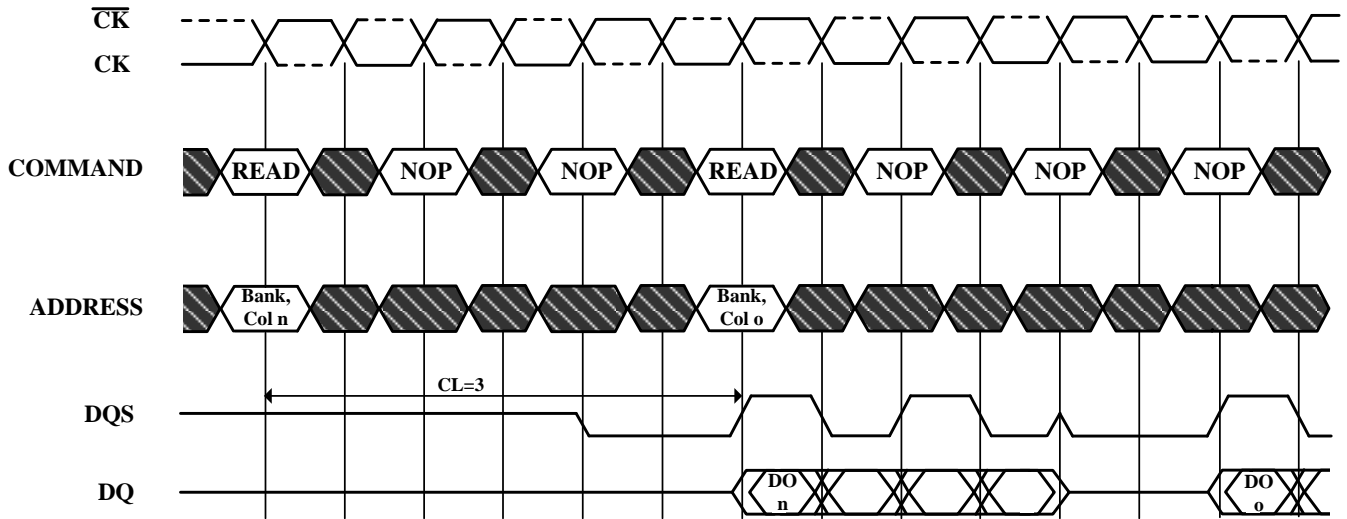 CK
CK
COMMAND READ NOP NOP READ NOP NOP NOP
ADDRESS Bank, Col n Bank, Col o
CL=3
DQS
DQ DO n DO o